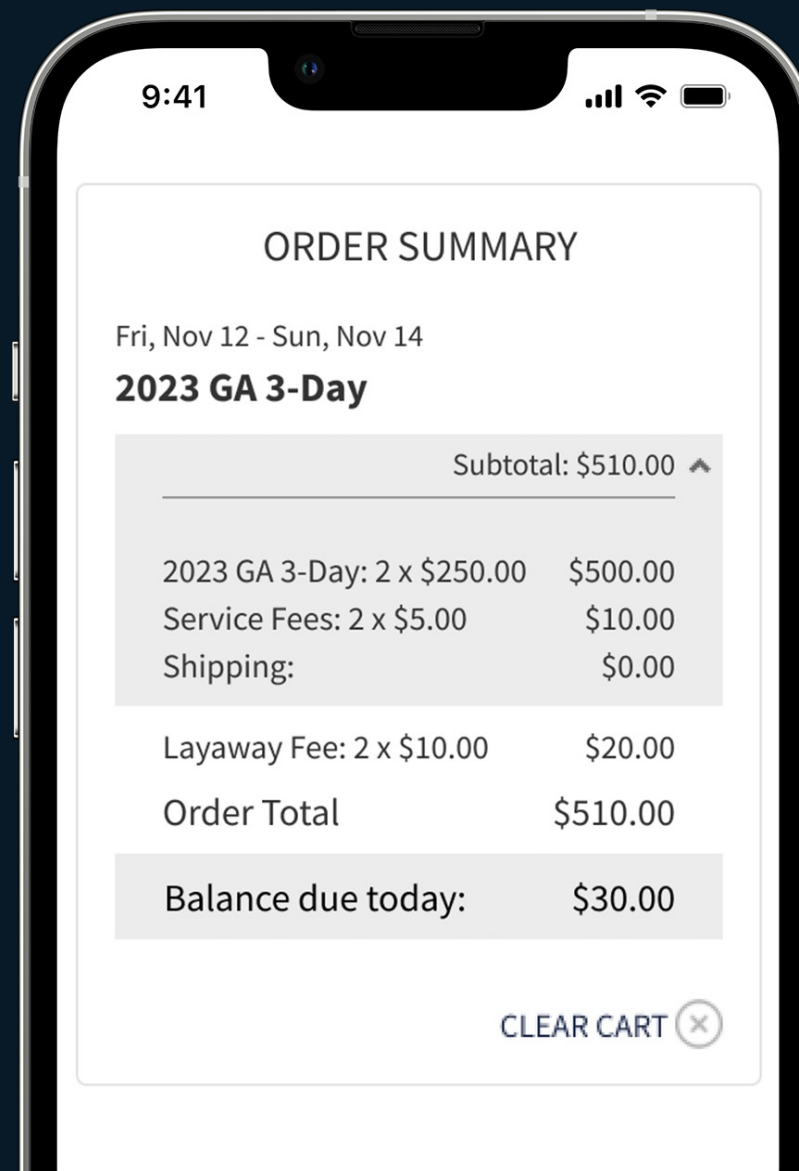 9:41
ORDER SUMMARY
Fri, Nov 12 - Sun, Nov 14
2023 GA 3-Day
Subtotal: $510.00
2023 GA 3-Day: 2 x $250.00 $500.00
Service Fees: 2 x $5.00 $10.00
Shipping: $0.00
Layaway Fee: 2 x $10.00 $20.00
Order Total $510.00
Balance due today: $30.00
CLEAR CART